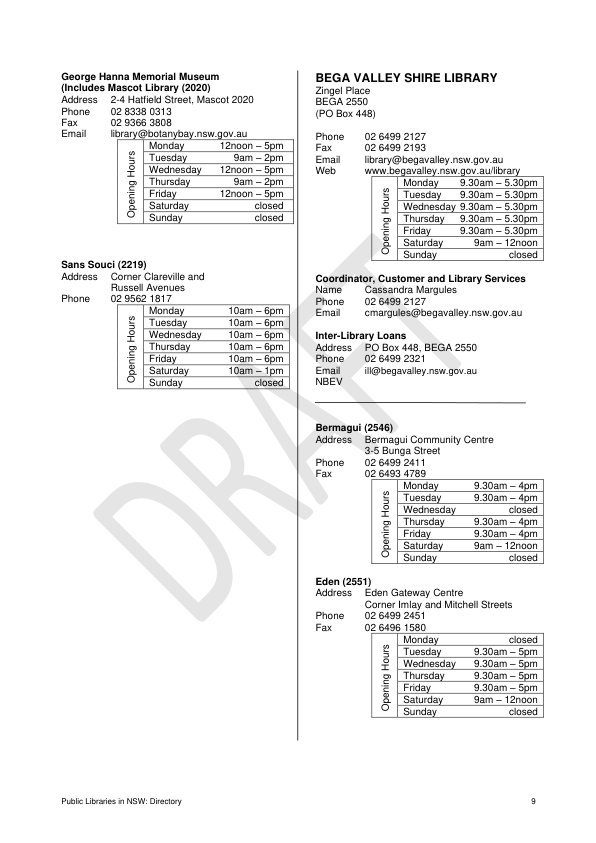 George Hanna Memorial Museum
(Includes Mascot Library (2020)
Address 2-4 Hatfield Street, Mascot 2020
Phone 02 8338 0313
Fax 02 9366 3808
Email library@botanybay.nsw.gov.au
Opening Hours
Monday 12noon – 5pm
Tuesday 9am – 2pm
Wednesday 12noon – 5pm
Thursday 9am – 2pm
Friday 12noon – 5pm
Saturday closed
Sunday closed
Sans Souci (2219)
Address Corner Clareville and
Russell Avenues
Phone 02 9562 1817
Opening Hours
Monday 10am – 6pm
Tuesday 10am – 6pm
Wednesday 10am – 6pm
Thursday 10am – 6pm
Friday 10am – 6pm
Saturday 10am – 1pm
Sunday closed
BEGA VALLEY SHIRE LIBRARY
Zingel Place
BEGA 2550
(PO Box 448)
Phone 02 6499 2127
Fax 02 6499 2193
Email library@begavalley.nsw.gov.au
Web www.begavalley.nsw.gov.au/library
Opening Hours
Monday 9.30am – 5.30pm
Tuesday 9.30am – 5.30pm
Wednesday 9.30am – 5.30pm
Thursday 9.30am – 5.30pm
Friday 9.30am – 5.30pm
Saturday 9am – 12noon
Sunday closed
Coordinator, Customer and Library Services
Name Cassandra Margules
Phone 02 6499 2127
Email cmargules@begavalley.nsw.gov.au
Inter-Library Loans
Address PO Box 448, BEGA 2550
Phone 02 6499 2321
Email ill@begavalley.nsw.gov.au
NBEV
Bermagui (2546)
Address Bermagui Community Centre
3-5 Bunga Street
Phone 02 6499 2411
Fax 02 6493 4789
Opening Hours
Monday 9.30am – 4pm
Tuesday 9.30am – 4pm
Wednesday closed
Thursday 9.30am – 4pm
Friday 9.30am – 4pm
Saturday 9am – 12noon
Sunday closed
Eden (2551)
Address Eden Gateway Centre
Corner Imlay and Mitchell Streets
Phone 02 6499 2451
Fax 02 6496 1580
Opening Hours
Monday closed
Tuesday 9.30am – 5pm
Wednesday 9.30am – 5pm
Thursday 9.30am – 5pm
Friday 9.30am – 5pm
Saturday 9am – 12noon
Sunday closed
DRAFT
Public Libraries in NSW: Directory 9